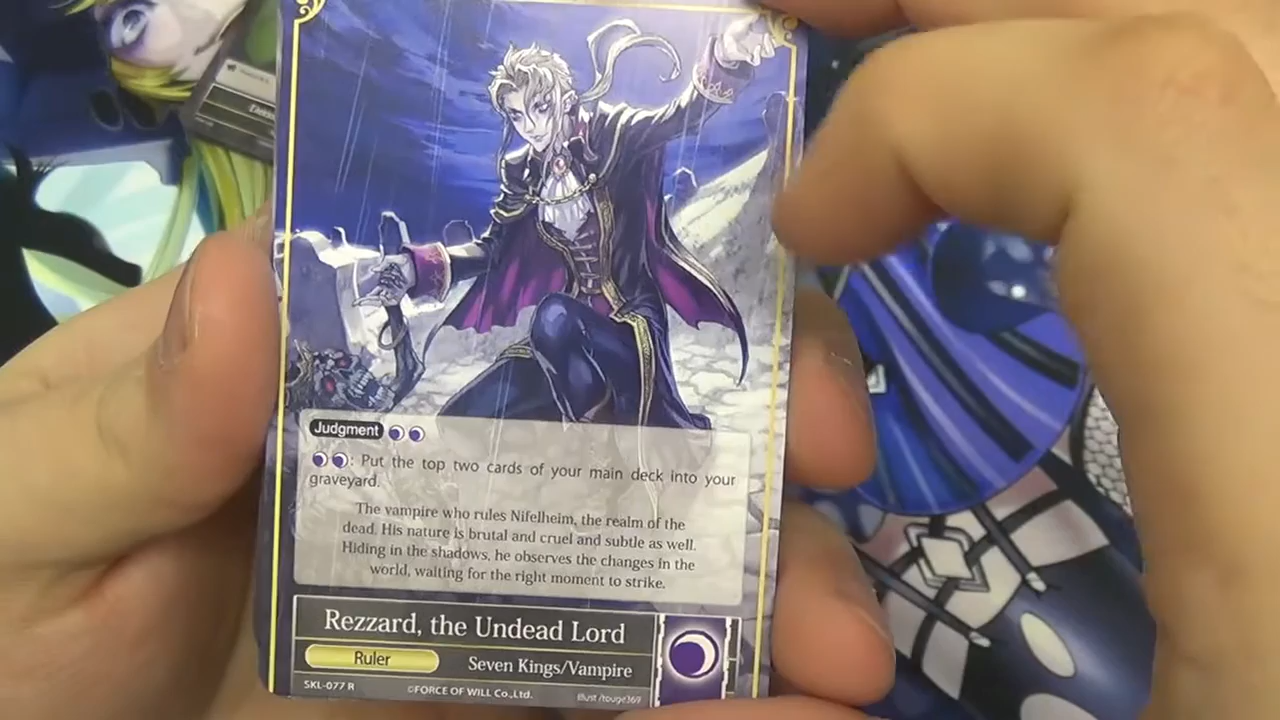 Judgment
: Put the top two cards of your main deck into your
graveyard.
The vampire who rules Nifelheim, the realm of the
dead. His nature is brutal and cruel and subtle as well.
Hiding in the shadows, he observes the changes in the
world, waiting for the right moment to strike.
Rezzard, the Undead Lord
Ruler
Seven Kings/Vampire
SKL-077 R
©FORCE OF WILL Co.,Ltd.
Illust /touge369